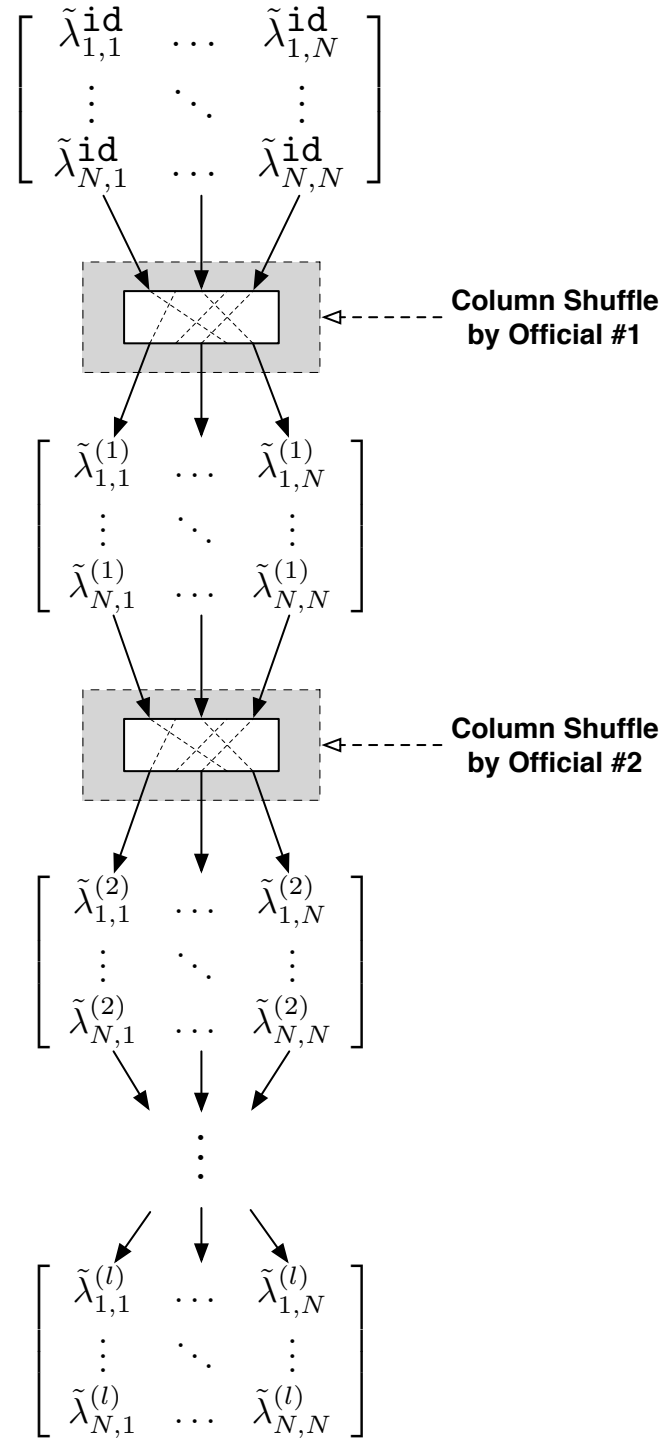 λ̃^id_{1,1} … λ̃^id_{1,N}
⋮ ⋱ ⋮
λ̃^id_{N,1} … λ̃^id_{N,N}
Column Shuffle
by Official #1
λ̃^(1)_{1,1} … λ̃^(1)_{1,N}
⋮ ⋱ ⋮
λ̃^(1)_{N,1} … λ̃^(1)_{N,N}
Column Shuffle
by Official #2
λ̃^(2)_{1,1} … λ̃^(2)_{1,N}
⋮ ⋱ ⋮
λ̃^(2)_{N,1} … λ̃^(2)_{N,N}
⋮
λ̃^(l)_{1,1} … λ̃^(l)_{1,N}
⋮ ⋱ ⋮
λ̃^(l)_{N,1} … λ̃^(l)_{N,N}